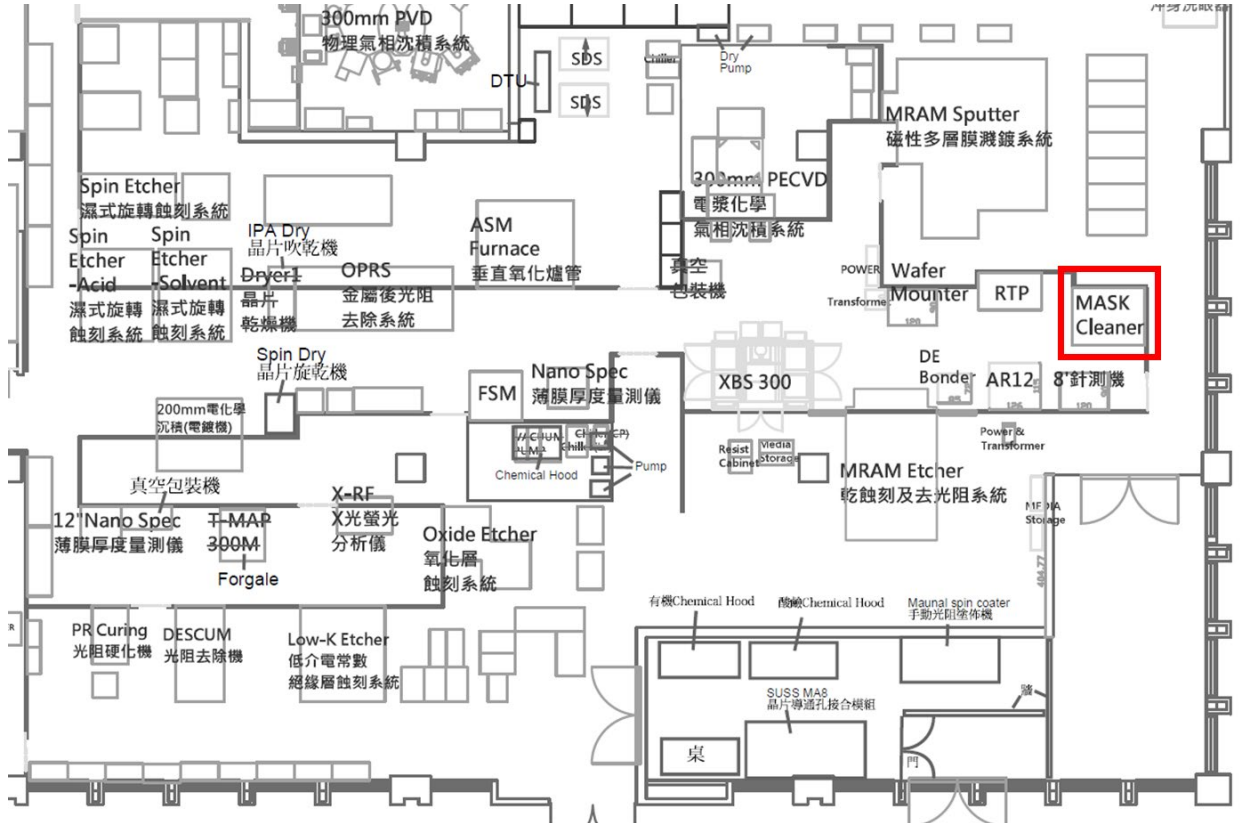 300mm PVD
物理氣相沈積系統
DTU
SDS
SDS
Chiller
Dry
Pump
MRAM Sputter
磁性多層膜濺鍍系統
300mm PECVD
電漿化學
氣相沉積系統
Spin Etcher
濕式旋轉蝕刻系統
Spin
Etcher
-Acid
濕式旋轉
蝕刻系統
Spin
Etcher
-Solvent
濕式旋轉
蝕刻系統
IPA Dry
晶片吹乾機
Dryer1
晶片
乾燥機
OPRS
金屬後光阻
去除系統
ASM
Furnace
垂直氧化爐管
真空
包裝機
POWER
Transforme
Wafer
Mounter
RTP
MASK
Cleaner
Spin Dry
晶片旋乾機
FSM
Nano Spec
薄膜厚度量測儀
XBS 300
DE
Bonder
AR12
8"針測機
200mm電化學
沉積(電鍍機)
Chemical Hood
Pump
Resist
Cabinet
Media
Storage
Power &
Transformer
MRAM Etcher
乾蝕刻及去光阻系統
MEDIA
Storage
484.77
真空包裝機
12"Nano Spec
薄膜厚度量測儀
T-MAP
300M
Forgale
X-RF
X光螢光
分析儀
Oxide Etcher
氧化層
蝕刻系統
PR Curing
光阻硬化機
DESCUM
光阻去除機
Low-K Etcher
低介電常數
絕緣層蝕刻系統
有機Chemical Hood
酸鹼Chemical Hood
Maunal spin coater
手動光阻塗佈機
SUSS MA8
晶片導通孔接合模組
牆
桌
門